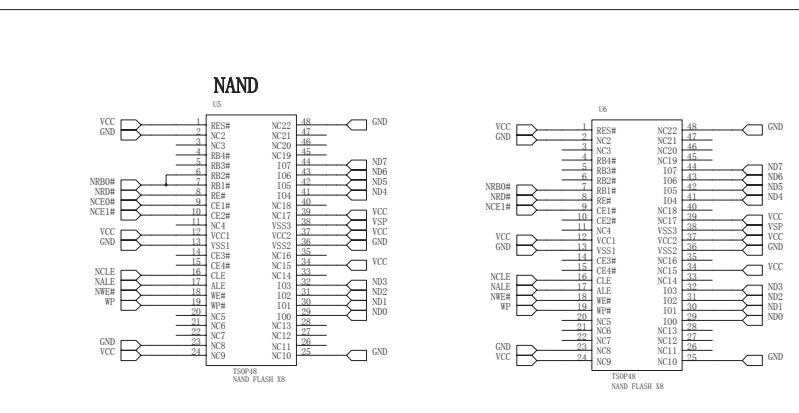 NAND
U5
VCC 1 RES# NC22 48 GND
GND 2 NC2 NC21 47
3 NC3 NC20 46
4 RB4# NC19 45
5 RB3# IO7 44 ND7
6 RB2# IO6 43 ND6
NRB0# 7 RB1# IO5 42 ND5
NRD# 8 RE# IO4 41 ND4
NCE0# 9 CE1# NC18 40
NCE1# 10 CE2# NC17 39 VCC
11 NC4 VSS3 38 VSP
VCC 12 VCC1 VCC2 37 VCC
GND 13 VSS1 VSS2 36 GND
14 CE3# NC16 35
15 CE4# NC15 34 VCC
NCLE 16 CLE NC14 33
NALE 17 ALE IO3 32 ND3
NWE# 18 WE# IO2 31 ND2
WP 19 WP# IO1 30 ND1
20 NC5 IO0 29 ND0
21 NC6 NC13 28
22 NC7 NC12 27
GND 23 NC8 NC11 26
VCC 24 NC9 NC10 25 GND
TSOP48
NAND FLASH X8
U6
VCC 1 RES# NC22 48 GND
GND 2 NC2 NC21 47
3 NC3 NC20 46
4 RB4# NC19 45
5 RB3# IO7 44 ND7
6 RB2# IO6 43 ND6
NRB0# 7 RB1# IO5 42 ND5
NRD# 8 RE# IO4 41 ND4
NCE1# 9 CE1# NC18 40
10 CE2# NC17 39 VCC
11 NC4 VSS3 38 VSP
VCC 12 VCC1 VCC2 37 VCC
GND 13 VSS1 VSS2 36 GND
14 CE3# NC16 35
15 CE4# NC15 34 VCC
NCLE 16 CLE NC14 33
NALE 17 ALE IO3 32 ND3
NWE# 18 WE# IO2 31 ND2
WP 19 WP# IO1 30 ND1
20 NC5 IO0 29 ND0
21 NC6 NC13 28
22 NC7 NC12 27
GND 23 NC8 NC11 26
VCC 24 NC9 NC10 25 GND
TSOP48
NAND FLASH X8